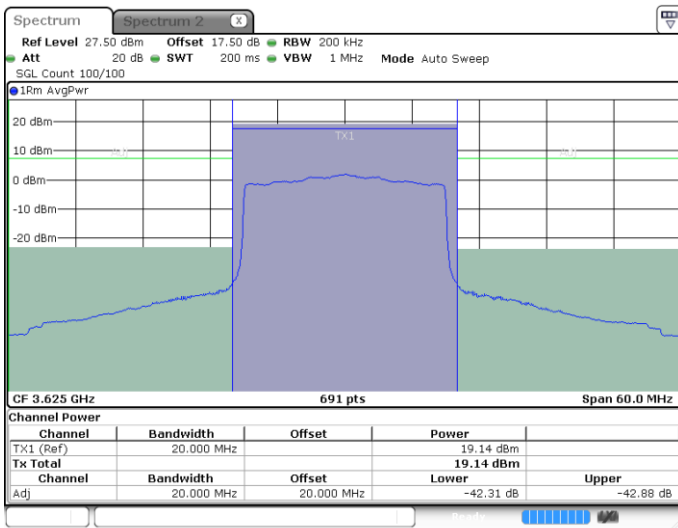 Spectrum Spectrum 2 X
Ref Level 27.50 dBm Offset 17.50 dB RBW 200 kHz
Att 20 dB SWT 200 ms VBW 1 MHz Mode Auto Sweep
SGL Count 100/100
1Rm AvgPwr
20 dBm
TX1
10 dBm Adj Adj
0 dBm
-10 dBm
-20 dBm
CF 3.625 GHz 691 pts Span 60.0 MHz
Channel Power
Channel Bandwidth Offset Power
TX1 (Ref) 20.000 MHz 19.14 dBm
Tx Total 19.14 dBm
Channel Bandwidth Offset Lower Upper
Adj 20.000 MHz 20.000 MHz -42.31 dB -42.88 dB
Ready